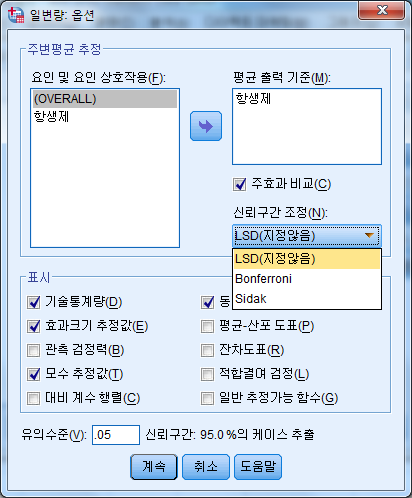 일변량: 옵션
주변평균 추정
요인 및 요인 상호작용(F):
(OVERALL)
항생제
평균 출력 기준(M):
항생제
주효과 비교(C)
신뢰구간 조정(N):
LSD(지정않음)
LSD(지정않음)
Bonferroni
Sidak
표시
기술통계량(D)
동
효과크기 추정값(E)
평균-산포 도표(P)
관측 검정력(B)
잔차도표(R)
모수 추정값(T)
적합결여 검정(L)
대비 계수 행렬(C)
일반 추정가능 함수(G)
유의수준(V): .05 신뢰구간: 95.0%의 케이스 추출
계속 취소 도움말